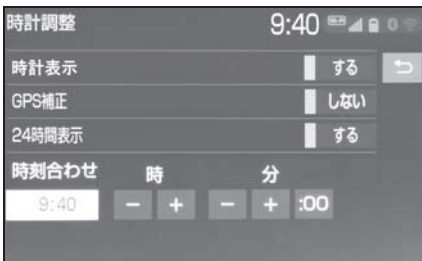 時計調整 9:40
時計表示 する
GPS補正 しない
24時間表示 する
時刻合わせ 時 分
9:40 − + − + :00